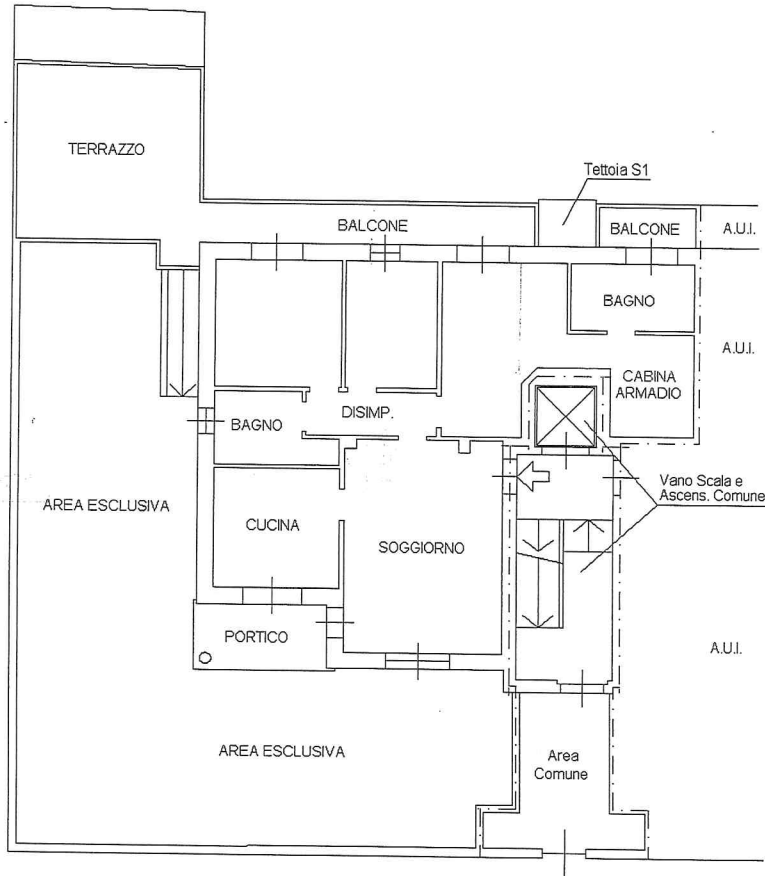 TERRAZZO
Tettoia S1
BALCONE
BALCONE
A.U.I.
BAGNO
A.U.I.
CABINA
ARMADIO
DISIMP.
BAGNO
Vano Scala e
Ascens. Comune
AREA ESCLUSIVA
CUCINA
SOGGIORNO
PORTICO
A.U.I.
AREA ESCLUSIVA
Area
Comune